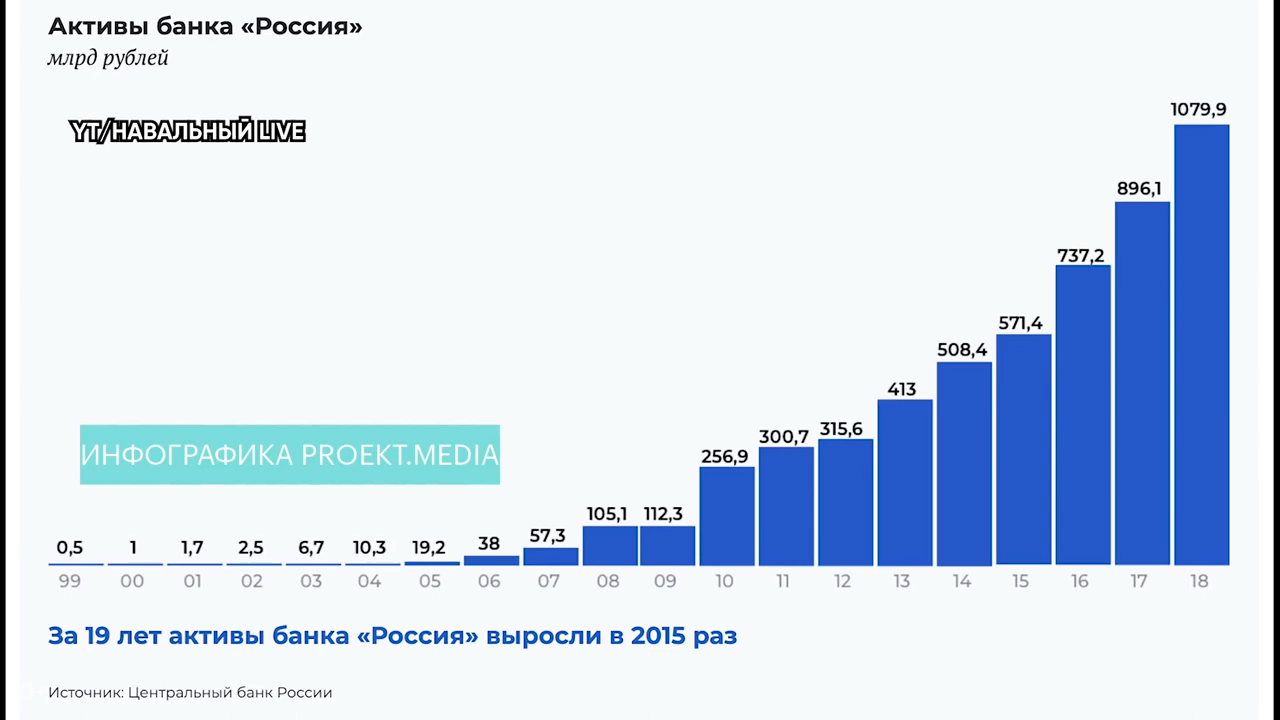 Активы банка «Россия»
млрд рублей
YT/НАВАЛЬНЫЙ LIVE
1079,9
896,1
737,2
571,4
508,4
413
315,6
300,7
256,9
ИНФОГРАФИКА PROEKT.MEDIA
112,3
105,1
57,3
38
19,2
10,3
6,7
2,5
1,7
1
0,5
99 00 01 02 03 04 05 06 07 08 09 10 11 12 13 14 15 16 17 18
За 19 лет активы банка «Россия» выросли в 2015 раз
Источник: Центральный банк России